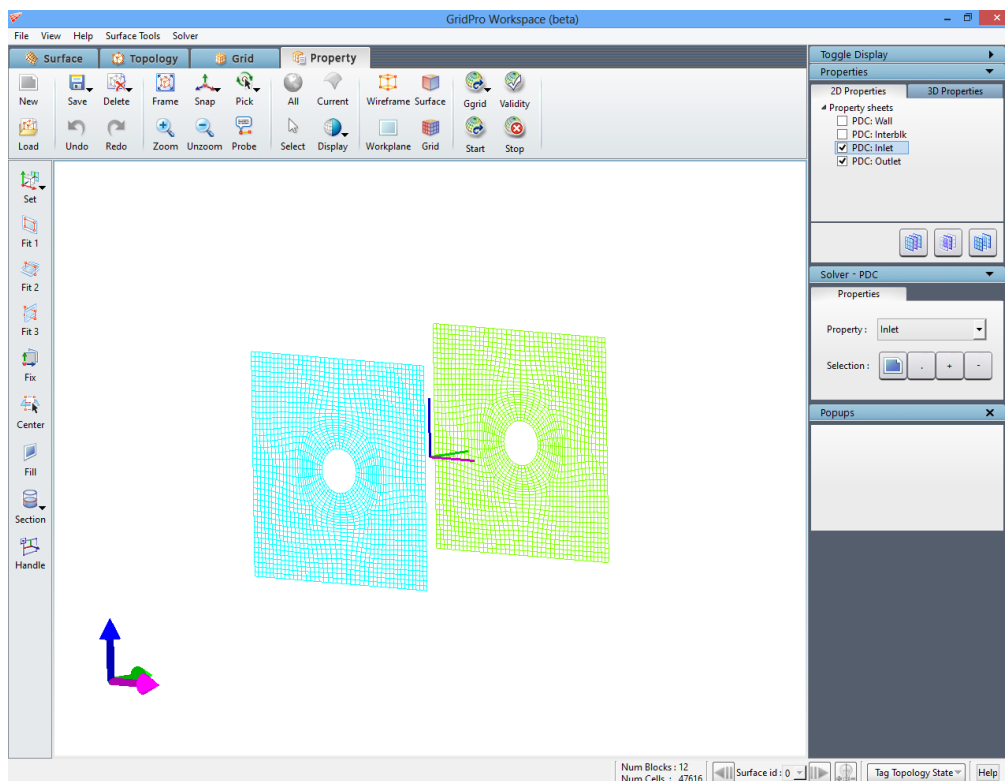 GridPro Workspace (beta)
File View Help Surface Tools Solver
Surface Topology Grid Property
New Save Delete Frame Snap Pick All Current Wireframe Surface Ggrid Validity
Load Undo Redo Zoom Unzoom Probe Select Display Workplane Grid Start Stop
Set
Fit 1
Fit 2
Fit 3
Fix
Center
Fill
Section
Handle
Toggle Display
Properties
2D Properties 3D Properties
Property sheets
PDC: Wall
PDC: Interblk
PDC: Inlet
PDC: Outlet
Solver - PDC
Properties
Property : Inlet
Selection : . + -
Popups
Num Blocks : 12
Num Cells : 47616
Surface id : 0
Tag Topology State
Help